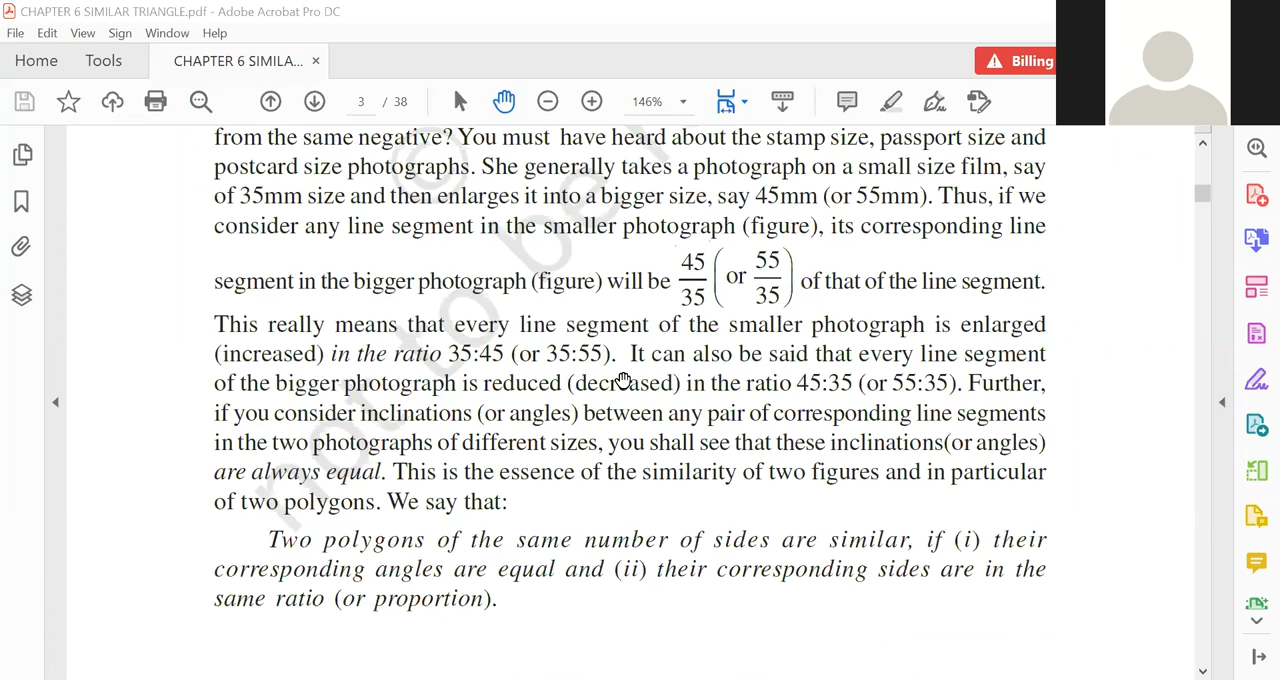 CHAPTER 6 SIMILAR TRIANGLE.pdf - Adobe Acrobat Pro DC
File Edit View Sign Window Help
Home Tools CHAPTER 6 SIMILA... × Billing
3 / 38 146%
from the same negative? You must have heard about the stamp size, passport size and
postcard size photographs. She generally takes a photograph on a small size film, say
of 35mm size and then enlarges it into a bigger size, say 45mm (or 55mm). Thus, if we
consider any line segment in the smaller photograph (figure), its corresponding line
segment in the bigger photograph (figure) will be 45/35 (or 55/35) of that of the line segment.
This really means that every line segment of the smaller photograph is enlarged
(increased) in the ratio 35:45 (or 35:55). It can also be said that every line segment
of the bigger photograph is reduced (decreased) in the ratio 45:35 (or 55:35). Further,
if you consider inclinations (or angles) between any pair of corresponding line segments
in the two photographs of different sizes, you shall see that these inclinations(or angles)
are always equal. This is the essence of the similarity of two figures and in particular
of two polygons. We say that:
Two polygons of the same number of sides are similar, if (i) their
corresponding angles are equal and (ii) their corresponding sides are in the
same ratio (or proportion).
© not to be r